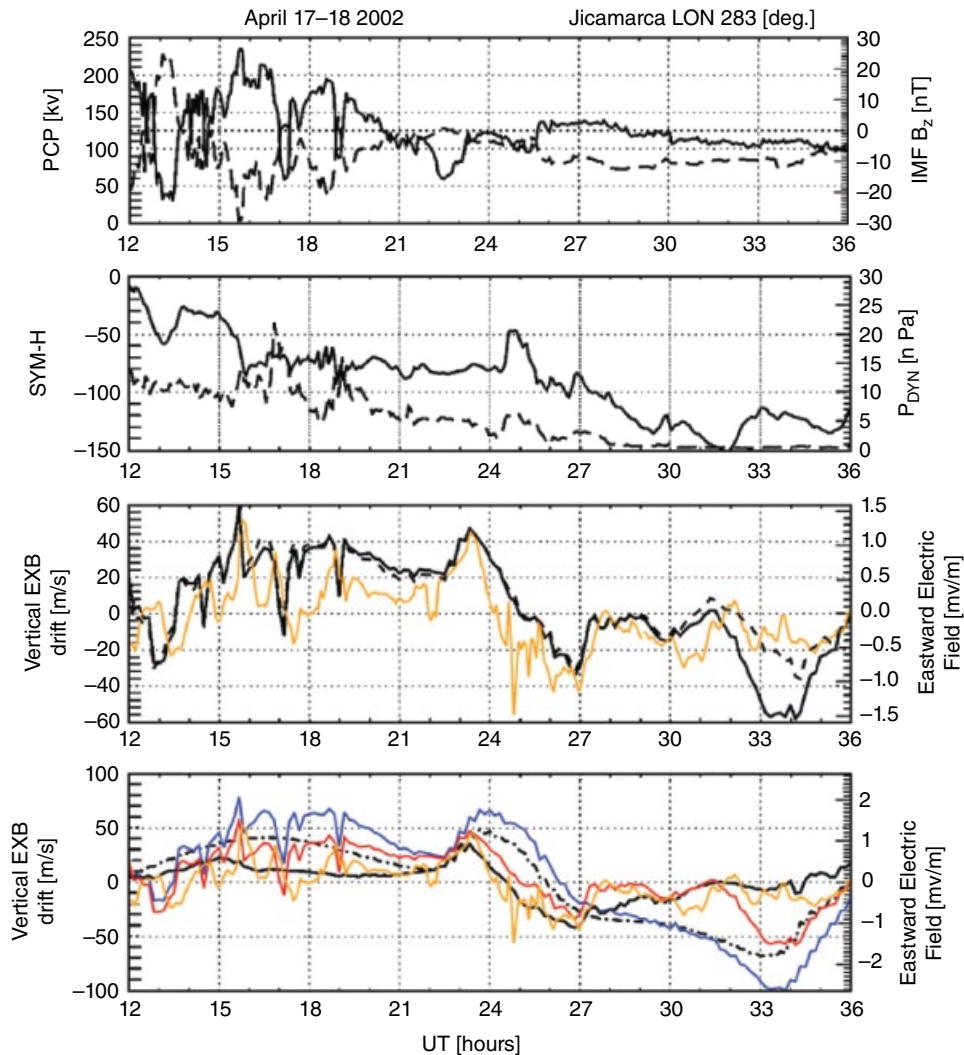 April 17–18 2002
Jicamarca LON 283 [deg.]
250
200
150
100
50
0
PCP [kv]
30
20
10
0
−10
−20
−30
IMF B_z [nT]
12 15 18 21 24 27 30 33 36
0
−50
−100
−150
SYM-H
30
25
20
15
10
5
0
P_DYN [n Pa]
12 15 18 21 24 27 30 33 36
60
40
20
0
−20
−40
−60
Vertical EXB
drift [m/s]
1.5
1.0
0.5
0.0
−0.5
−1.0
−1.5
Eastward Electric
Field [mv/m]
12 15 18 21 24 27 30 33 36
100
50
0
−50
−100
Vertical EXB
drift [m/s]
2
1
0
−1
−2
Eastward Electric
Field [mv/m]
12 15 18 21 24 27 30 33 36
UT [hours]